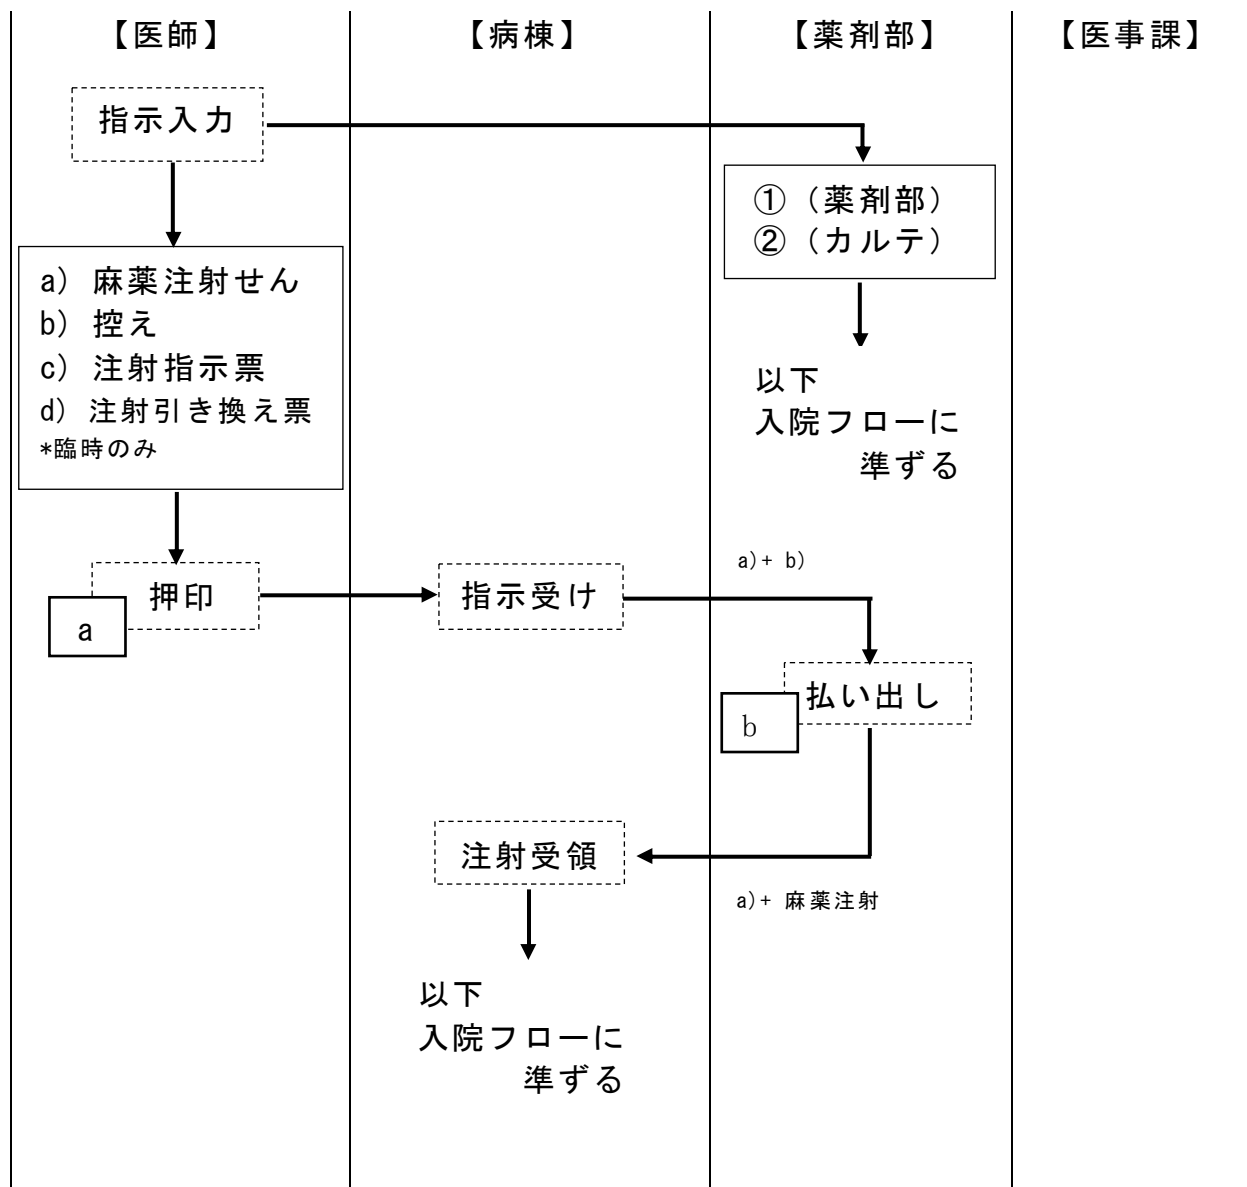 【医師】
【病棟】
【薬剤部】
【医事課】
指示入力
①（薬剤部）
②（カルテ）
a) 麻薬注射せん
b) 控え
c) 注射指示票
d) 注射引き換え票
*臨時のみ
以下
入院フローに
準ずる
押印
a
指示受け
a)+ b)
払い出し
b
注射受領
a)+ 麻薬注射
以下
入院フローに
準ずる